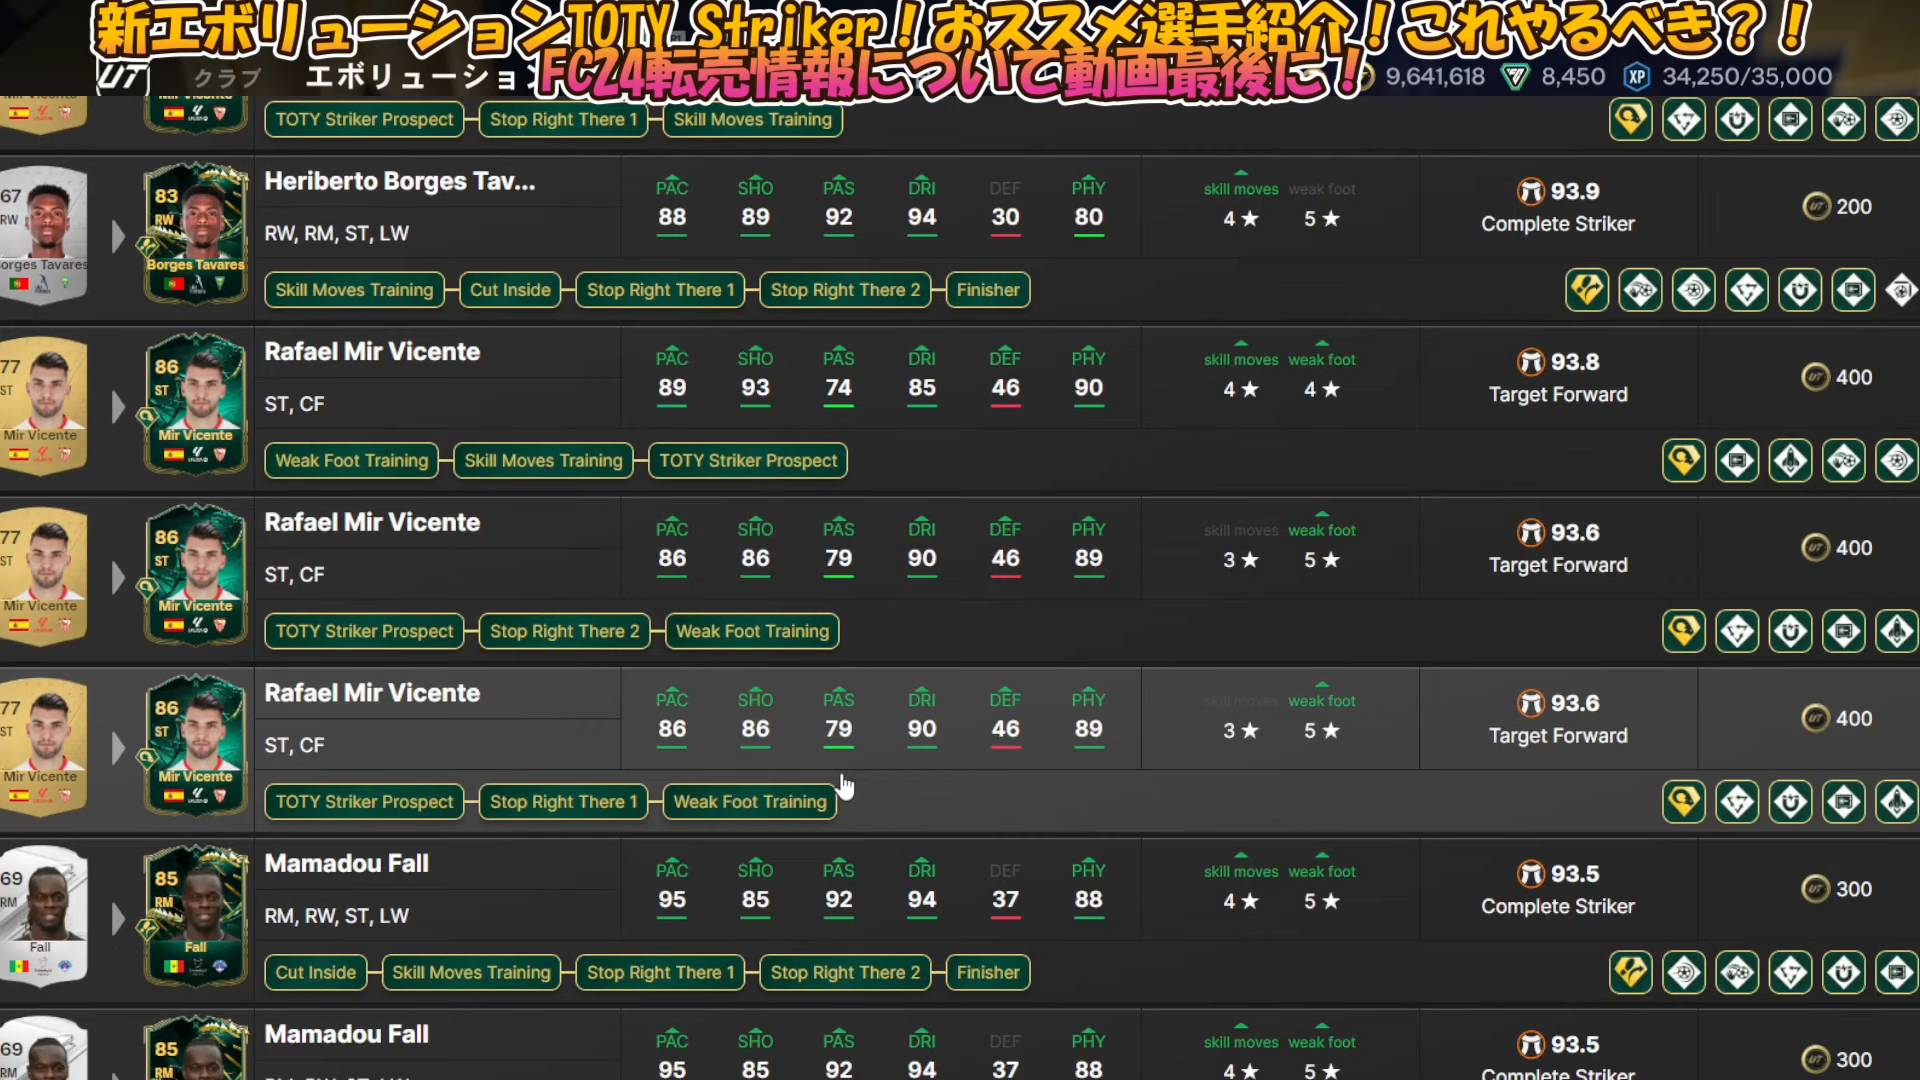 新エボリューションTOTY Striker！おススメ選手紹介！これやるべき？！
FC24転売情報について動画最後に！
UT クラブ エボリューション 9,641,618 8,450 XP 34,250/35,000
Mir Vicente Mir Vicente
TOTY Striker Prospect Stop Right There 1 Skill Moves Training
67 RW 83 RW Heriberto Borges Tav...
PAC SHO PAS DRI DEF PHY skill moves weak foot
88 89 92 94 30 80 4 ★ 5 ★
93.9 Complete Striker 200
RW, RM, ST, LW
orges Tavares Borges Tavares
Skill Moves Training Cut Inside Stop Right There 1 Stop Right There 2 Finisher
77 ST 86 ST Rafael Mir Vicente
PAC SHO PAS DRI DEF PHY skill moves weak foot
89 93 74 85 46 90 4 ★ 4 ★
93.8 Target Forward 400
ST, CF
Mir Vicente Mir Vicente
Weak Foot Training Skill Moves Training TOTY Striker Prospect
77 ST 86 ST Rafael Mir Vicente
PAC SHO PAS DRI DEF PHY skill moves weak foot
86 86 79 90 46 89 3 ★ 5 ★
93.6 Target Forward 400
ST, CF
Mir Vicente Mir Vicente
TOTY Striker Prospect Stop Right There 2 Weak Foot Training
77 ST 86 ST Rafael Mir Vicente
PAC SHO PAS DRI DEF PHY skill moves weak foot
86 86 79 90 46 89 3 ★ 5 ★
93.6 Target Forward 400
ST, CF
Mir Vicente Mir Vicente
TOTY Striker Prospect Stop Right There 1 Weak Foot Training
69 RM 85 RM Mamadou Fall
PAC SHO PAS DRI DEF PHY skill moves weak foot
95 85 92 94 37 88 4 ★ 5 ★
93.5 Complete Striker 300
RM, RW, ST, LW
Fall Fall
Cut Inside Skill Moves Training Stop Right There 1 Stop Right There 2 Finisher
69 RM 85 RM Mamadou Fall
PAC SHO PAS DRI DEF PHY skill moves weak foot
95 85 92 94 37 88 4 ★ 5 ★
93.5 Complete Striker 300